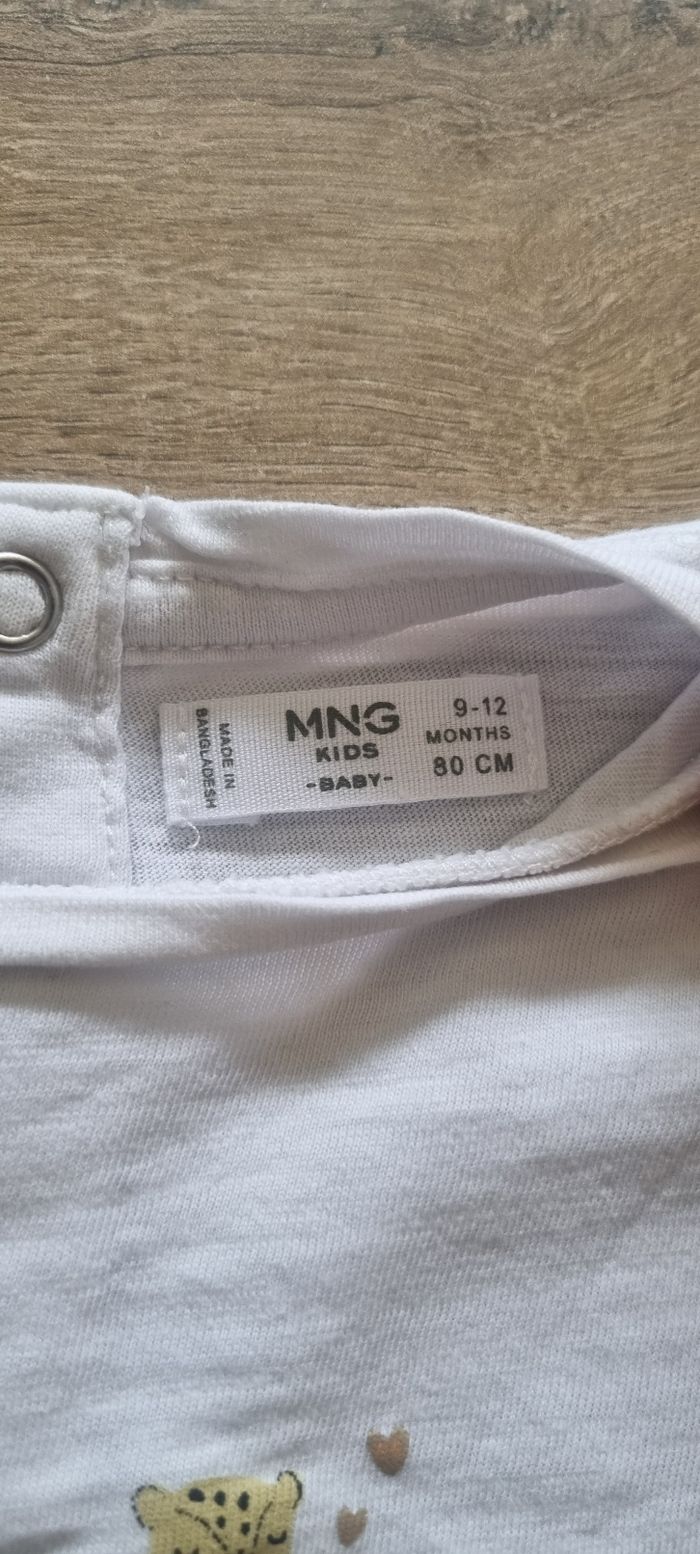 MADE IN
BANGLADESH
MNG
KIDS
-BABY-
9-12
MONTHS
80 CM